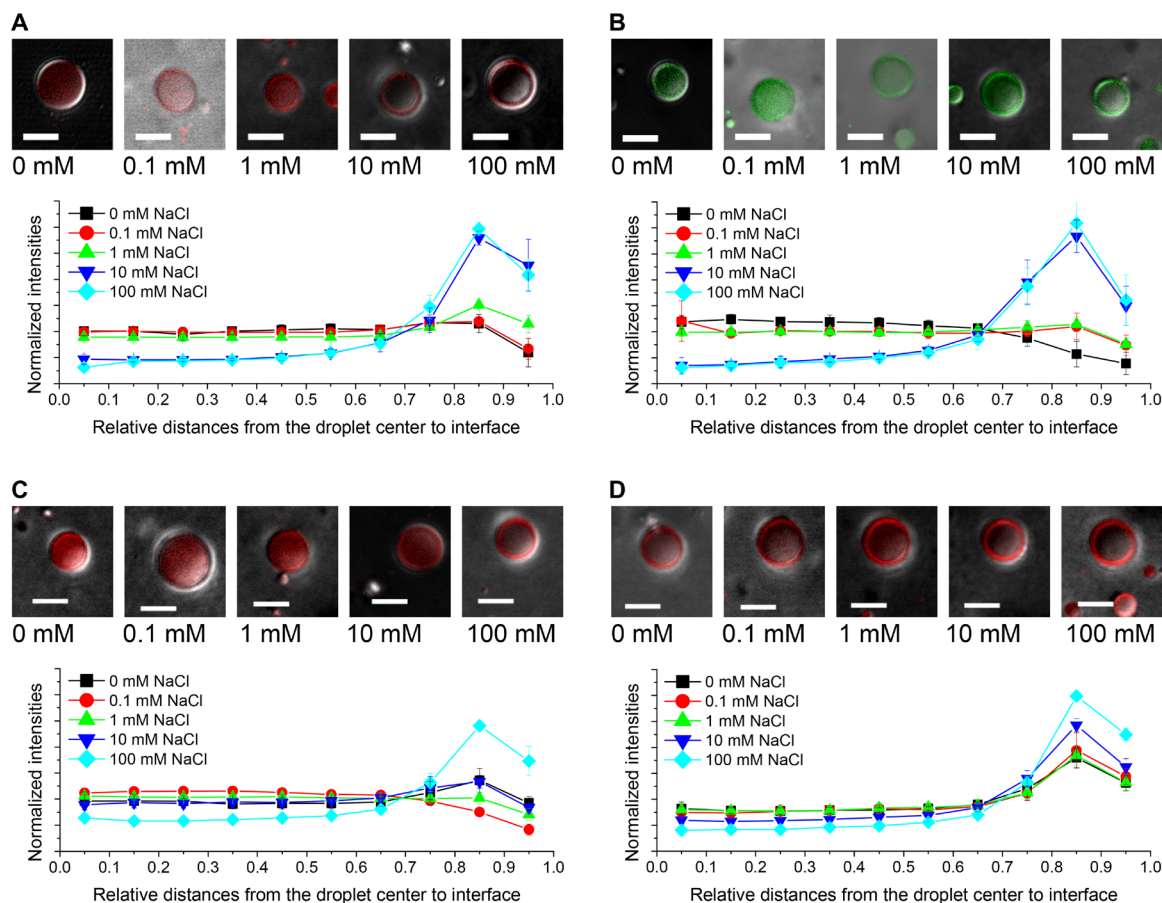 A
0 mM
0.1 mM
1 mM
10 mM
100 mM
Normalized intensities
0 mM NaCl
0.1 mM NaCl
1 mM NaCl
10 mM NaCl
100 mM NaCl
0.0 0.1 0.2 0.3 0.4 0.5 0.6 0.7 0.8 0.9 1.0
Relative distances from the droplet center to interface
B
0 mM
0.1 mM
1 mM
10 mM
100 mM
Normalized intensities
0 mM NaCl
0.1 mM NaCl
1 mM NaCl
10 mM NaCl
100 mM NaCl
0.0 0.1 0.2 0.3 0.4 0.5 0.6 0.7 0.8 0.9 1.0
Relative distances from the droplet center to interface
C
0 mM
0.1 mM
1 mM
10 mM
100 mM
Normalized intensities
0 mM NaCl
0.1 mM NaCl
1 mM NaCl
10 mM NaCl
100 mM NaCl
0.0 0.1 0.2 0.3 0.4 0.5 0.6 0.7 0.8 0.9 1.0
Relative distances from the droplet center to interface
D
0 mM
0.1 mM
1 mM
10 mM
100 mM
Normalized intensities
0 mM NaCl
0.1 mM NaCl
1 mM NaCl
10 mM NaCl
100 mM NaCl
0.0 0.1 0.2 0.3 0.4 0.5 0.6 0.7 0.8 0.9 1.0
Relative distances from the droplet center to interface